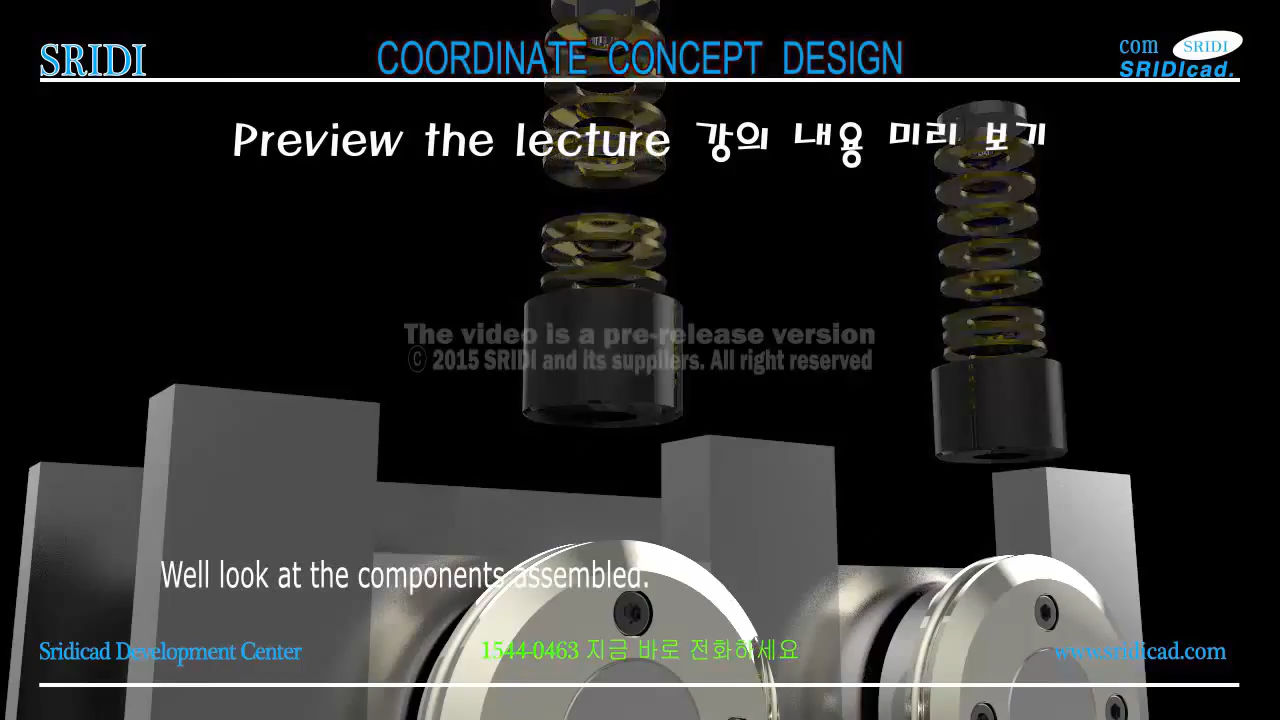 SRIDI
COORDINATE CONCEPT DESIGN
com SRIDI
SRIDIcad.
Preview the lecture 강의 내용 미리 보기
The video is a pre-release version
© 2015 SRIDI and its suppliers. All right reserved
Well look at the components assembled.
Sridicad Development Center
1544-0463 지금 바로 전화하세요
www.sridicad.com